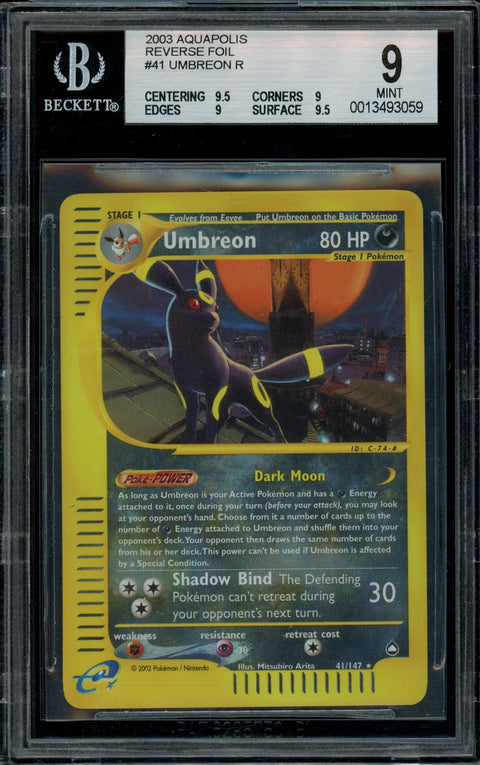 2003 AQUAPOLIS
REVERSE FOIL
#41 UMBREON R
BECKETT®
CENTERING 9.5 CORNERS 9
EDGES 9 SURFACE 9.5
9
MINT
0013493059
STAGE 1
Evolves from Eevee Put Umbreon on the Basic Pokémon
Umbreon 80 HP
Stage 1 Pokémon
ID: C-74-#
Poké-POWER Dark Moon
As long as Umbreon is your Active Pokémon and has a Energy
attached to it, once during your turn (before your attack), you may look
at your opponent's hand. Choose from it a number of cards up to the
number of Energy attached to Umbreon and shuffle them into your
opponent's deck. Your opponent then draws the same number of cards
from his or her deck. This power can't be used if Umbreon is affected
by a Special Condition.
Shadow Bind The Defending
Pokémon can't retreat during
your opponent's next turn.
30
weakness resistance retreat cost
-30
© 2002 Pokémon / Nintendo Illus. Mitsuhiro Arita 41/147 ★
e